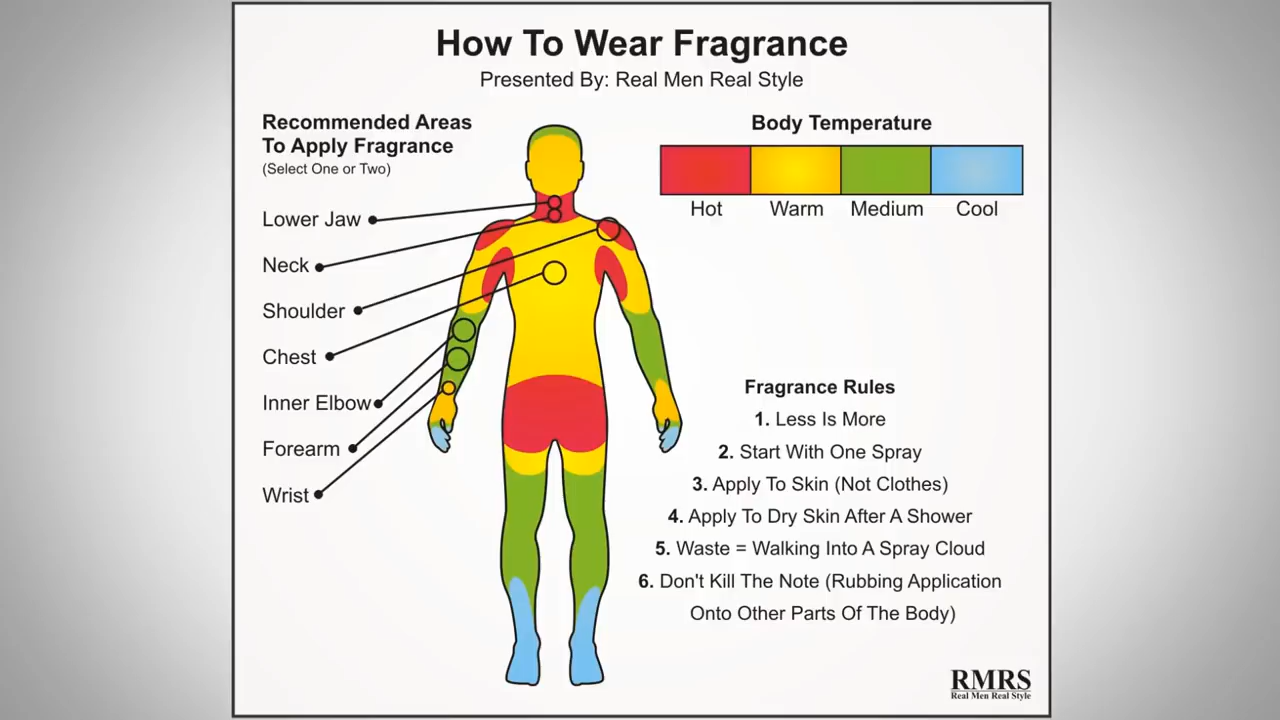 How To Wear Fragrance
Presented By: Real Men Real Style
Recommended Areas
To Apply Fragrance
(Select One or Two)
Lower Jaw
Neck
Shoulder
Chest
Inner Elbow
Forearm
Wrist
Body Temperature
Hot Warm Medium Cool
Fragrance Rules
1. Less Is More
2. Start With One Spray
3. Apply To Skin (Not Clothes)
4. Apply To Dry Skin After A Shower
5. Waste = Walking Into A Spray Cloud
6. Don't Kill The Note (Rubbing Application
Onto Other Parts Of The Body)
RMRS
Real Men Real Style